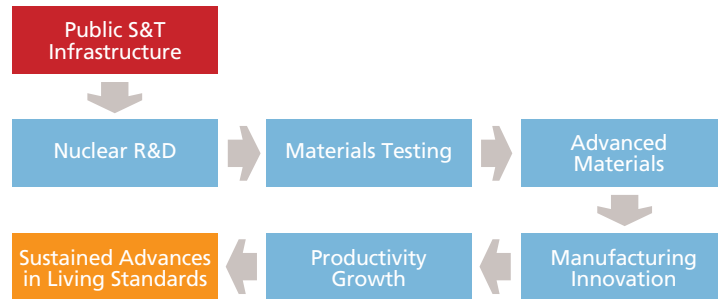 Public S&T
Infrastructure
Nuclear R&D
Materials Testing
Advanced
Materials
Manufacturing
Innovation
Productivity
Growth
Sustained Advances
in Living Standards